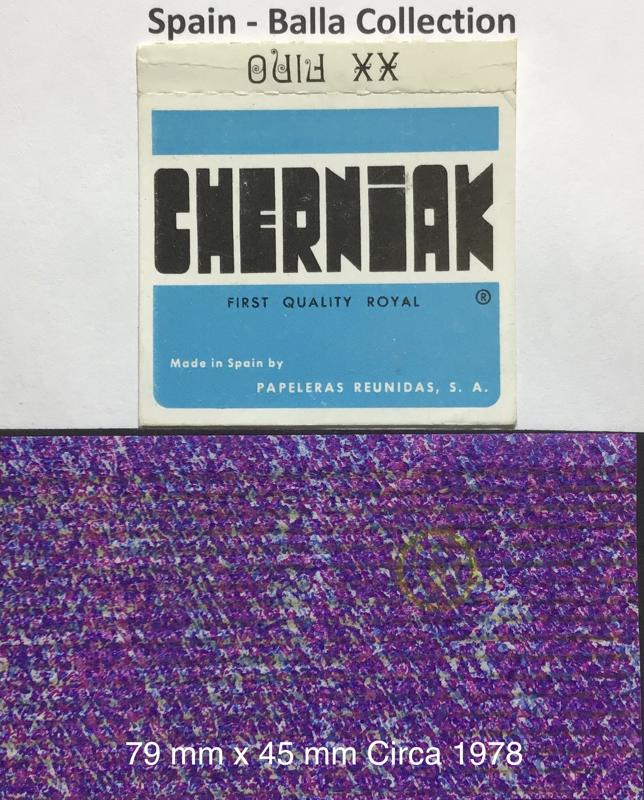 Spain - Balla Collection
XX FINO
CHERNIAK
FIRST QUALITY ROYAL ®
Made in Spain by
PAPELERAS REUNIDAS, S. A.
79 mm x 45 mm Circa 1978